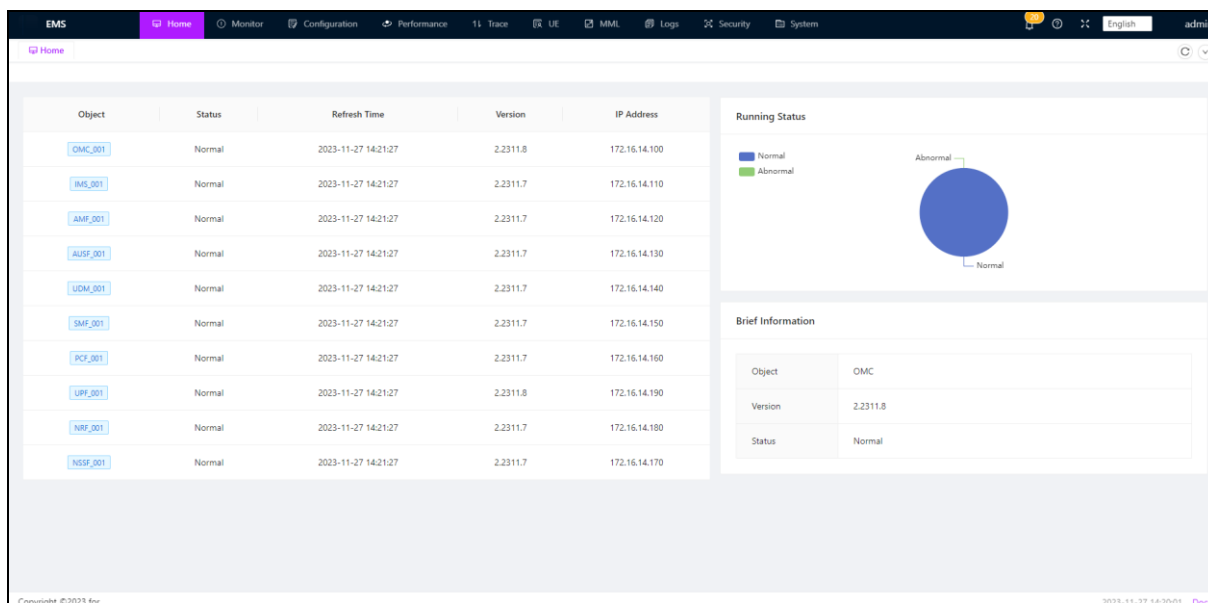 EMS Home Monitor Configuration Performance Trace UE MML Logs Security System 20 English admi
Home
Object Status Refresh Time Version IP Address
OMC_001 Normal 2023-11-27 14:21:27 2.2311.8 172.16.14.100
IMS_001 Normal 2023-11-27 14:21:27 2.2311.7 172.16.14.110
AMF_001 Normal 2023-11-27 14:21:27 2.2311.7 172.16.14.120
AUSF_001 Normal 2023-11-27 14:21:27 2.2311.7 172.16.14.130
UDM_001 Normal 2023-11-27 14:21:27 2.2311.7 172.16.14.140
SMF_001 Normal 2023-11-27 14:21:27 2.2311.7 172.16.14.150
PCF_001 Normal 2023-11-27 14:21:27 2.2311.7 172.16.14.160
UPF_001 Normal 2023-11-27 14:21:27 2.2311.8 172.16.14.190
NRF_001 Normal 2023-11-27 14:21:27 2.2311.7 172.16.14.180
NSSF_001 Normal 2023-11-27 14:21:27 2.2311.7 172.16.14.170
Running Status
Normal
Abnormal
Abnormal
Normal
Brief Information
Object OMC
Version 2.2311.8
Status Normal
Copyright ©2023 for 2023-11-27 14:20:01